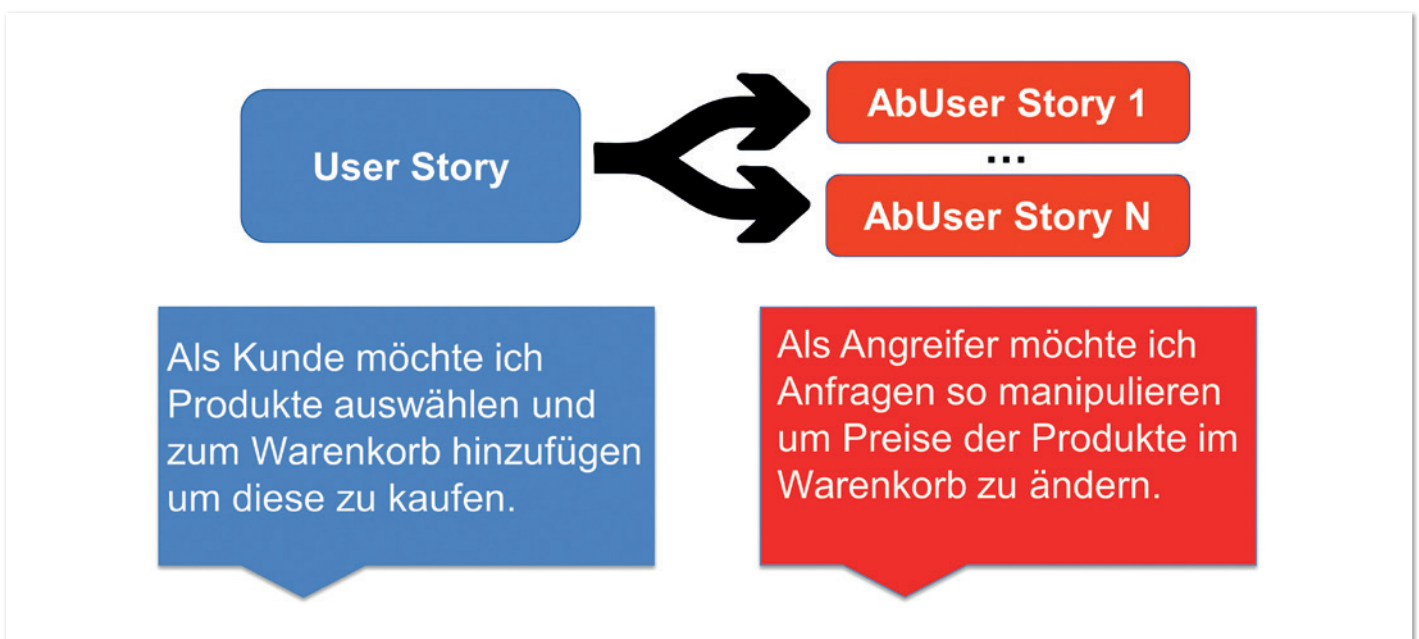 User Story
AbUser Story 1
...
AbUser Story N
Als Kunde möchte ich
Produkte auswählen und
zum Warenkorb hinzufügen
um diese zu kaufen.
Als Angreifer möchte ich
Anfragen so manipulieren
um Preise der Produkte im
Warenkorb zu ändern.